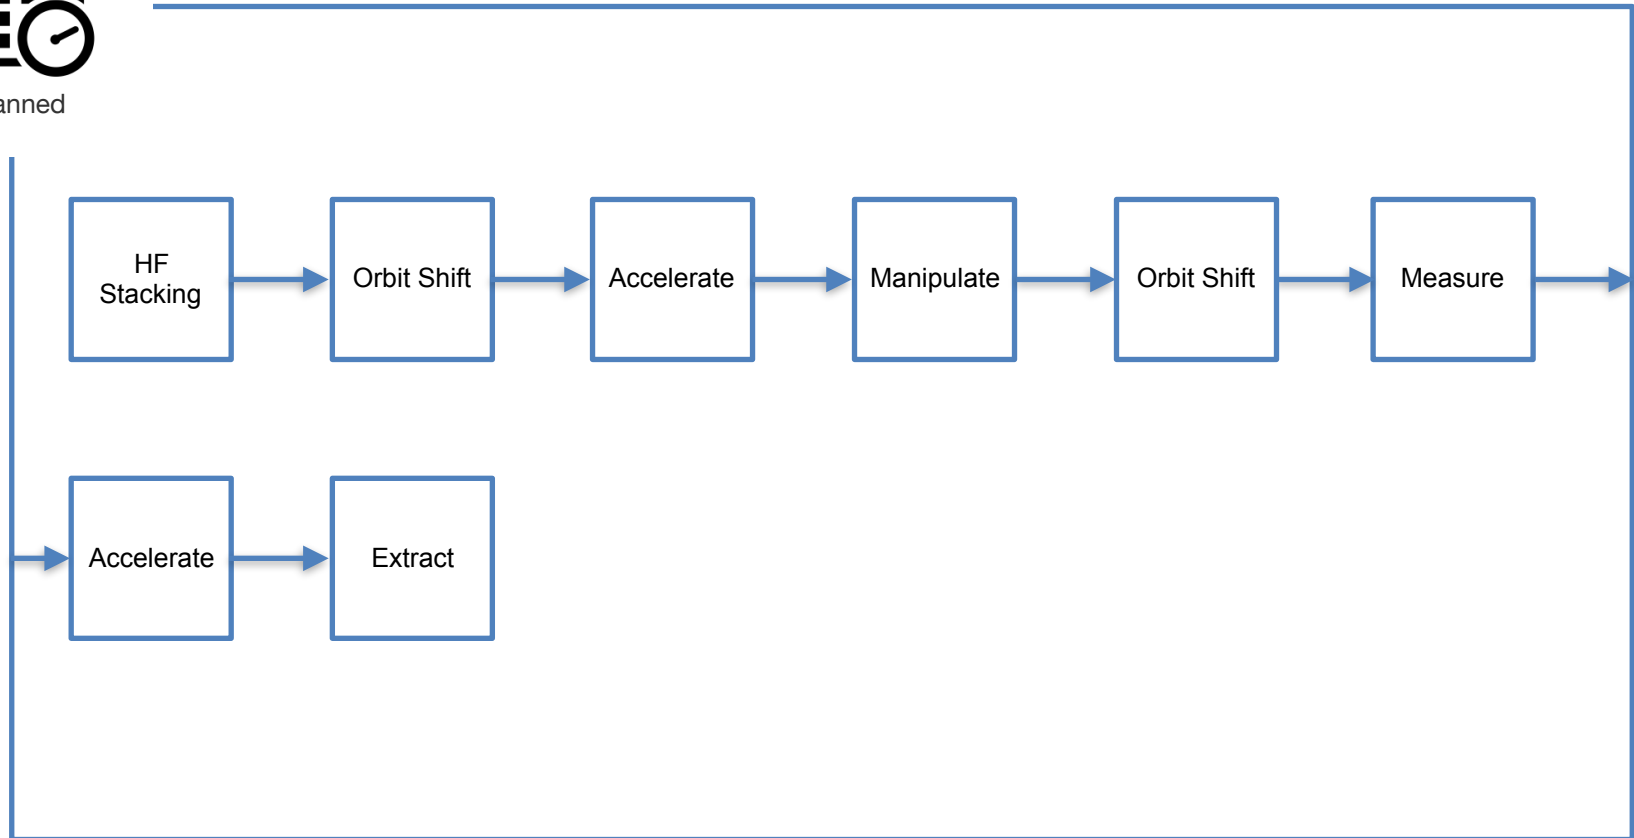 anned
HF
Stacking
Orbit Shift
Accelerate
Manipulate
Orbit Shift
Measure
Accelerate
Extract